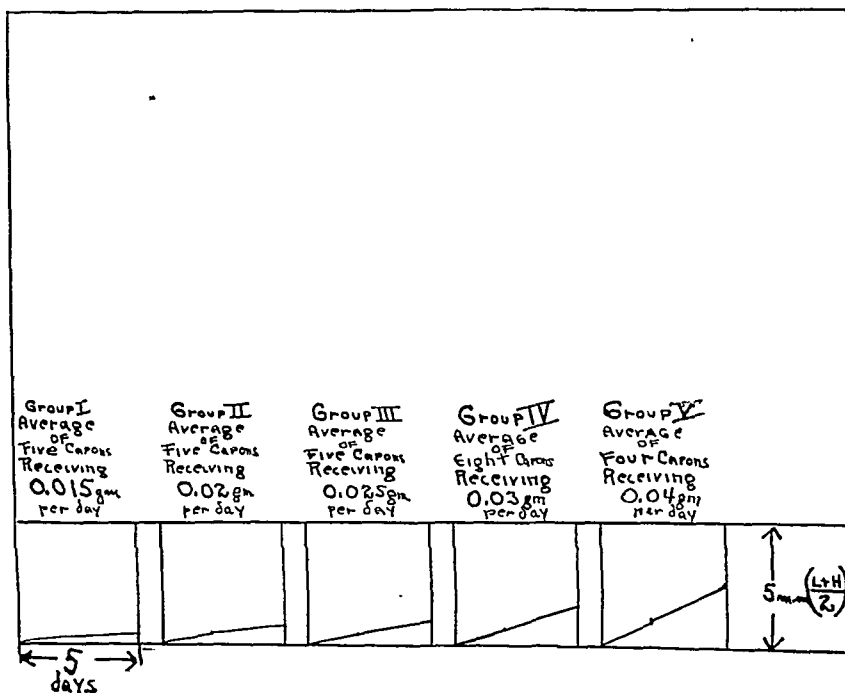 Group I
Average
OF
Five Capons
Receiving
0.015 gm
per day
Group II
Average
OF
Five Capons
Receiving
0.02 gm
per day
Group III
Average
OF
Five Capons
Receiving
0.025 gm
per day
Group IV
Average
OF
Eight Capons
Receiving
0.03 gm
per day
Group V
Average
OF
Four Capons
Receiving
0.04 gm
per day
5 mm (L+H/2)
5
days